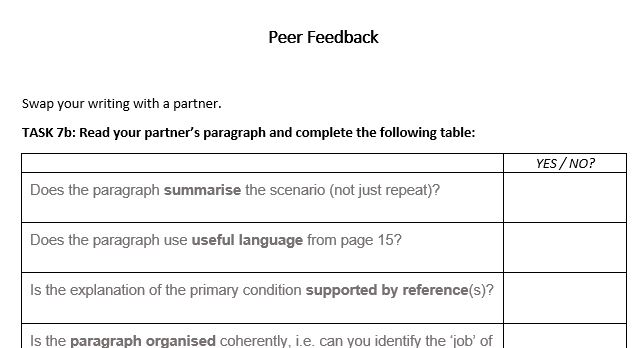 Peer Feedback
Swap your writing with a partner.
TASK 7b: Read your partner's paragraph and complete the following table:
YES / NO?
Does the paragraph summarise the scenario (not just repeat)?
Does the paragraph use useful language from page 15?
Is the explanation of the primary condition supported by reference(s)?
Is the paragraph organised coherently, i.e. can you identify the 'job' of